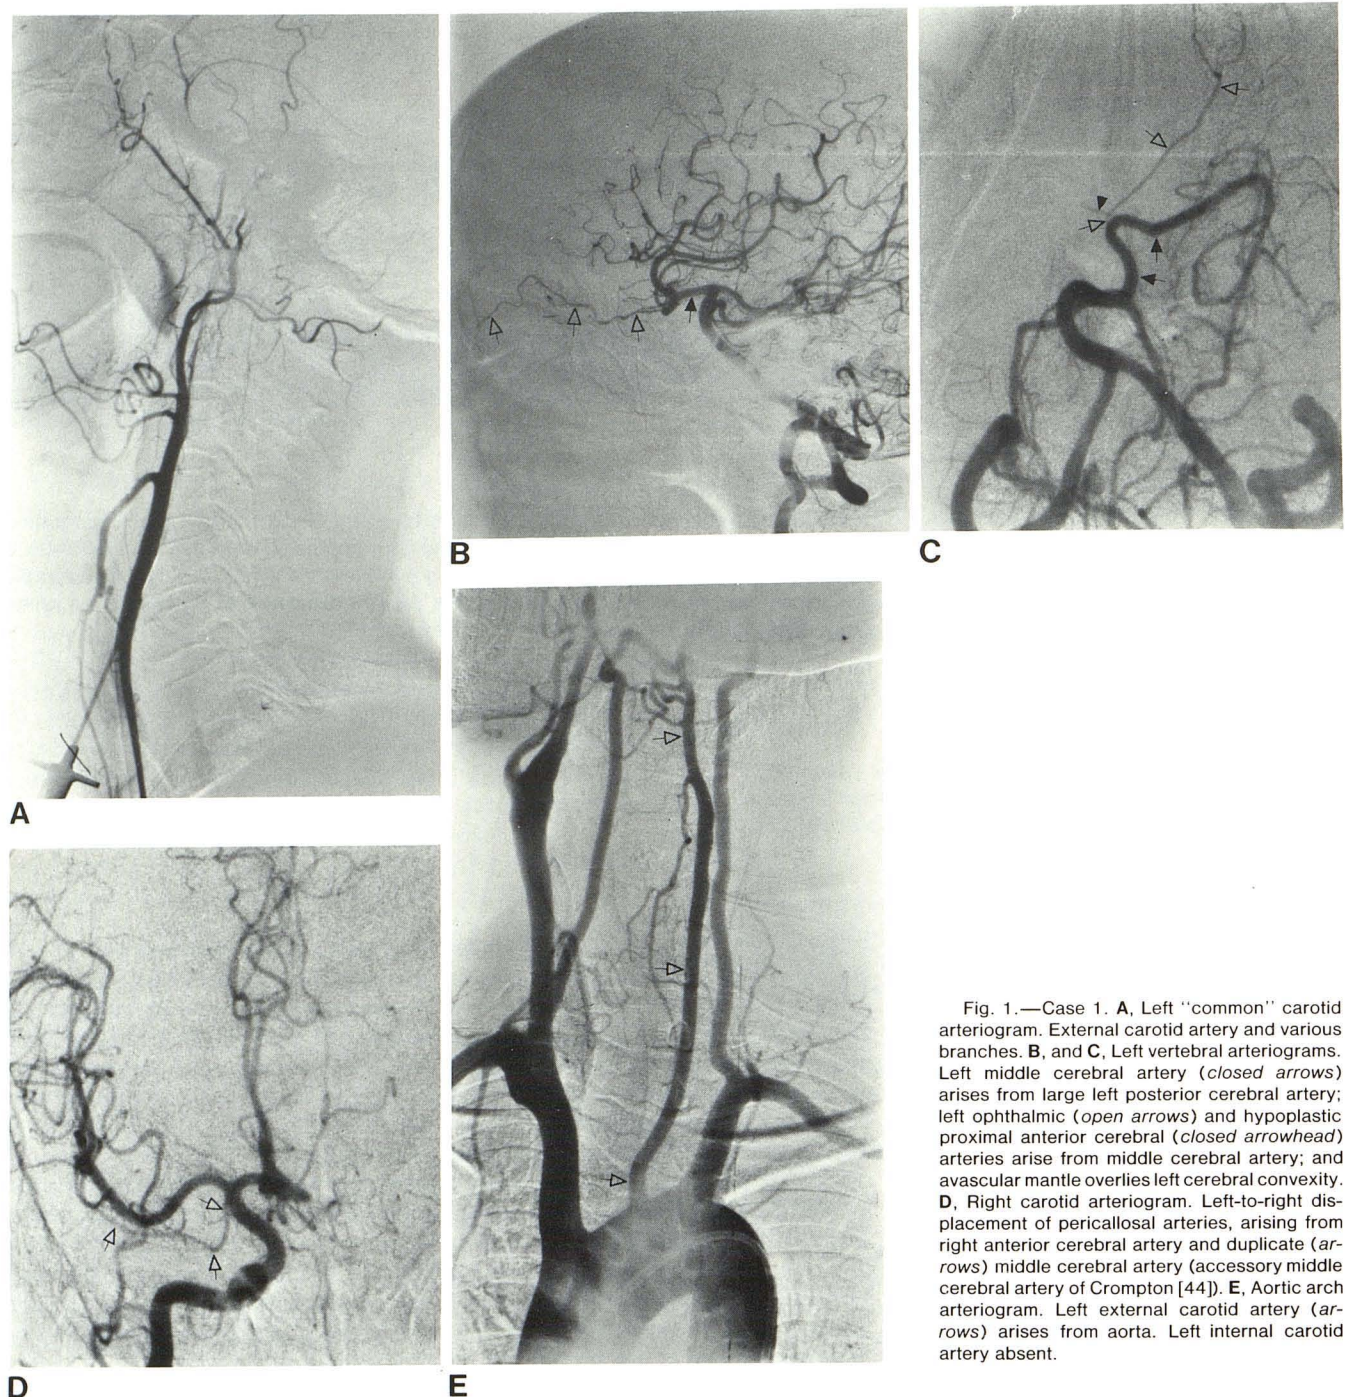 A
B
C
D
E
Fig. 1.—Case 1. A, Left "common" carotid
arteriogram. External carotid artery and various
branches. B, and C, Left vertebral arteriograms.
Left middle cerebral artery (closed arrows)
arises from large left posterior cerebral artery;
left ophthalmic (open arrows) and hypoplastic
proximal anterior cerebral (closed arrowhead)
arteries arise from middle cerebral artery; and
avascular mantle overlies left cerebral convexity.
D, Right carotid arteriogram. Left-to-right dis-
placement of pericallosal arteries, arising from
right anterior cerebral artery and duplicate (ar-
rows) middle cerebral artery (accessory middle
cerebral artery of Crompton [44]). E, Aortic arch
arteriogram. Left external carotid artery (ar-
rows) arises from aorta. Left internal carotid
artery absent.